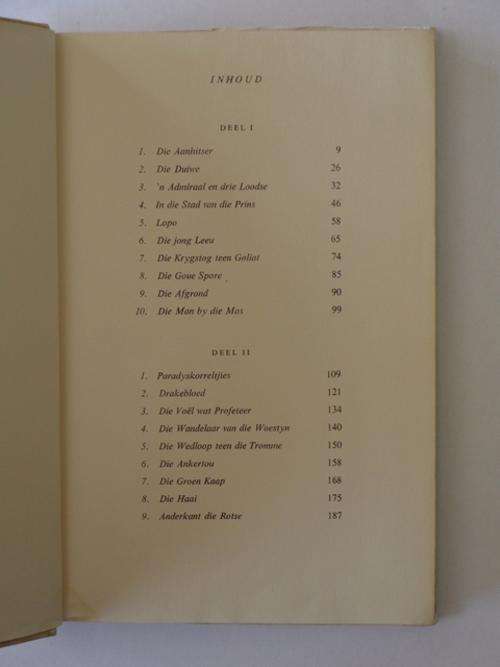 INHOUD
DEEL I
1. Die Aanhitser 9
2. Die Duiwe 26
3. 'n Admiraal en drie Loodse 32
4. In die Stad van die Prins 46
5. Lopo 58
6. Die jong Leeu 65
7. Die Krygstog teen Goliat 74
8. Die Goue Spore 85
9. Die Afgrond 90
10. Die Man by die Mas 99
DEEL II
1. Paradyskorreltjies 109
2. Drakebloed 121
3. Die Voël wat Profeteer 134
4. Die Wandelaar van die Woestyn 140
5. Die Wedloop teen die Tromme 150
6. Die Ankertou 158
7. Die Groen Kaap 168
8. Die Haai 175
9. Anderkant die Rotse 187